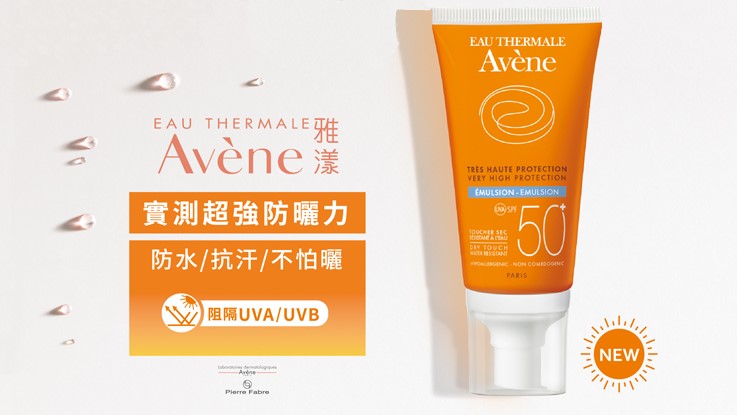 EAU THERMALE
Avène
雅漾
實測超強防曬力
防水/抗汗/不怕曬
阻隔UVA/UVB
Laboratoires dermatologiques
Avène
Pierre Fabre
EAU THERMALE
Avène
TRÈS HAUTE PROTECTION
VERY HIGH PROTECTION
ÉMULSION - EMULSION
UVA SPF
50+
TOUCHER SEC
RÉSISTANT À L'EAU
DRY TOUCH
WATER RESISTANT
HYPOALLERGENIC - NON COMEDOGENIC
PARIS
NEW